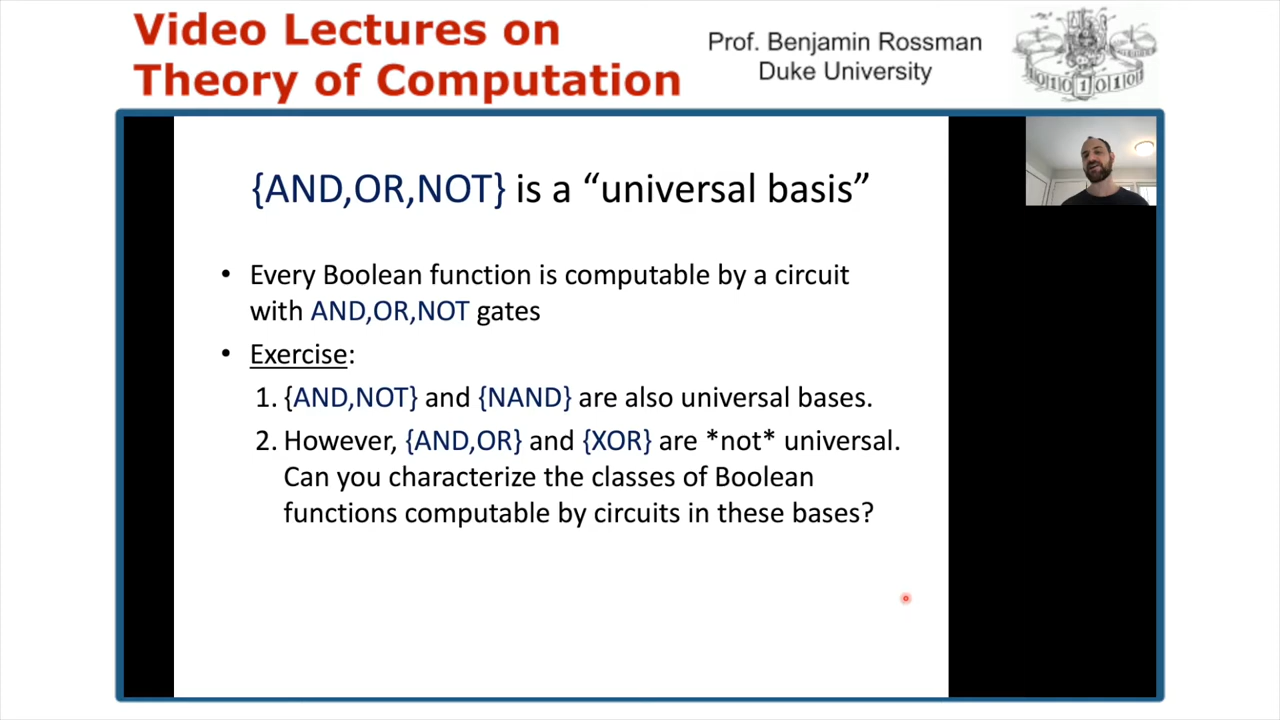 Video Lectures on
Theory of Computation
Prof. Benjamin Rossman
Duke University
{AND,OR,NOT} is a “universal basis”
• Every Boolean function is computable by a circuit
with AND,OR,NOT gates
• Exercise:
1. {AND,NOT} and {NAND} are also universal bases.
2. However, {AND,OR} and {XOR} are *not* universal.
Can you characterize the classes of Boolean
functions computable by circuits in these bases?